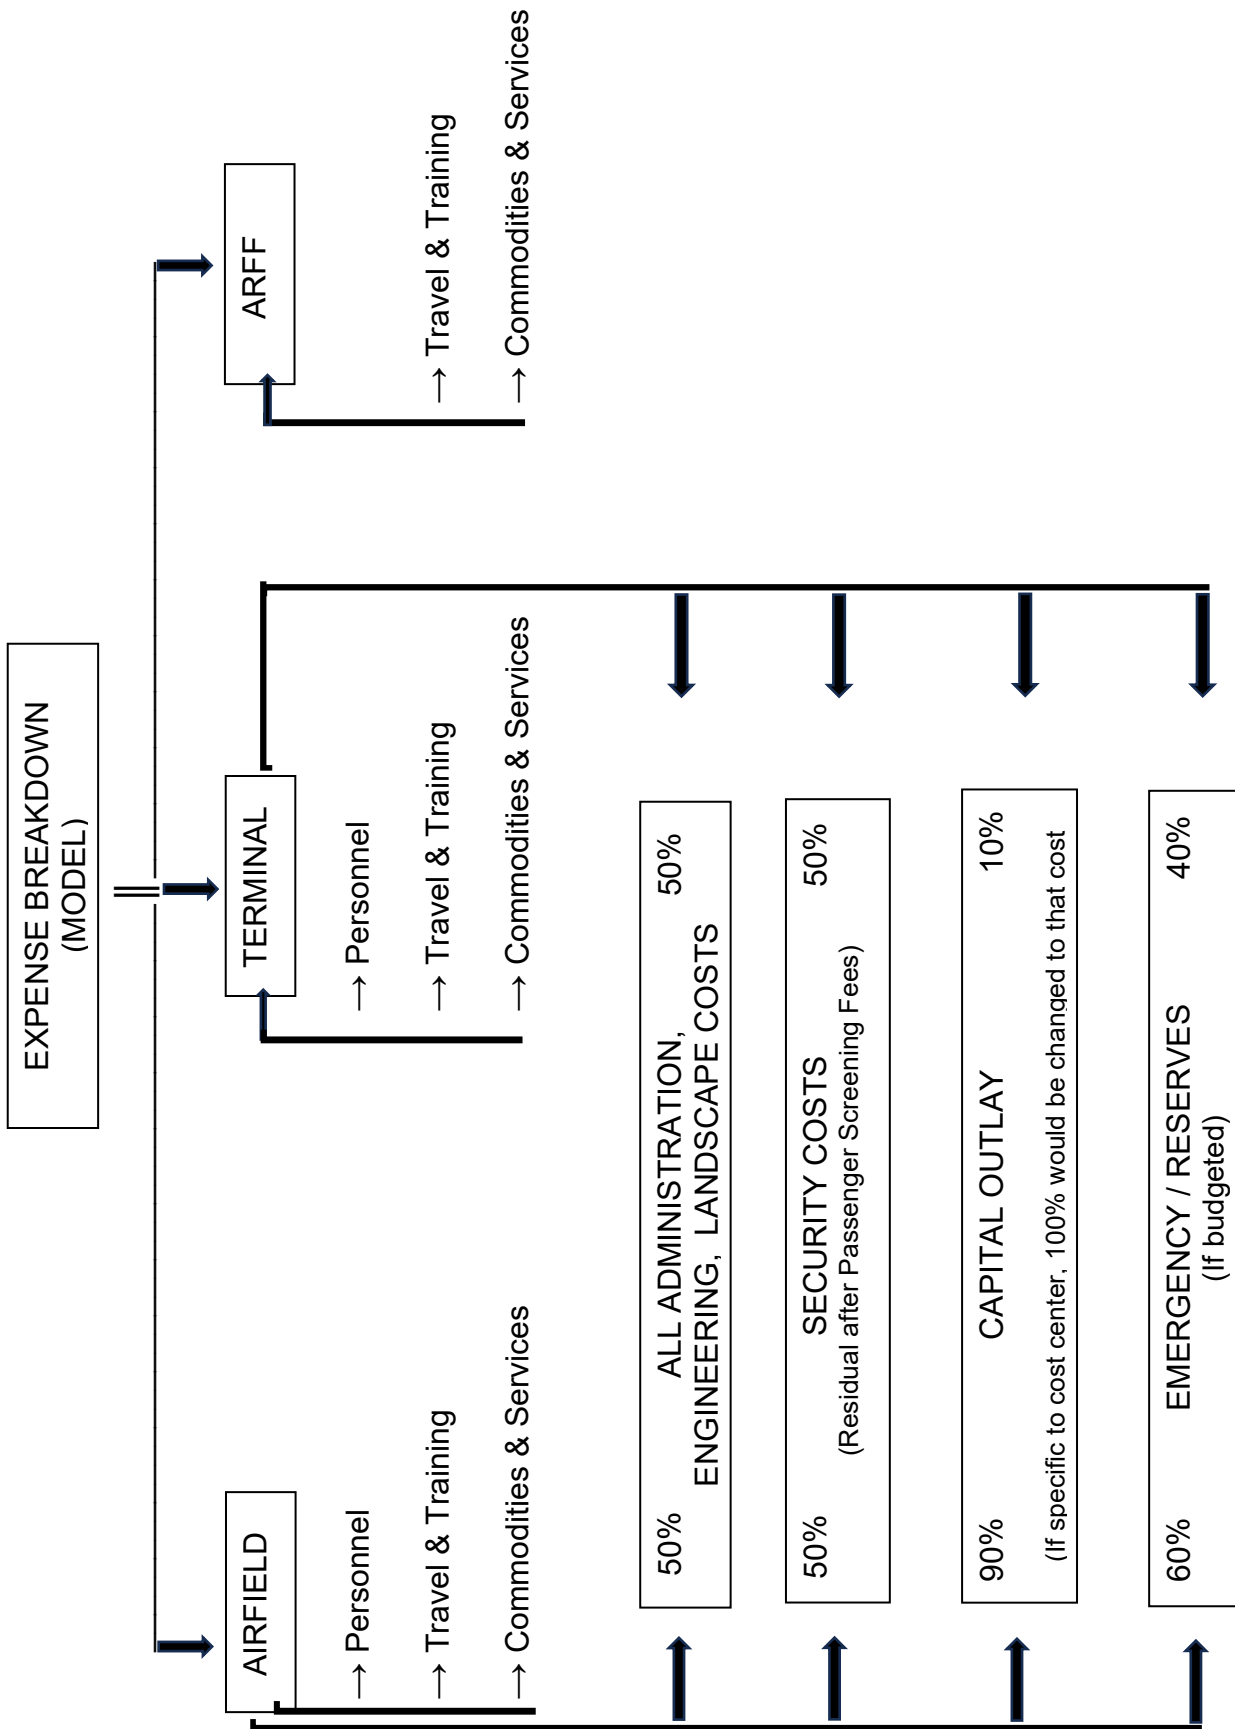 EXPENSE BREAKDOWN
(MODEL)
AIRFIELD
→ Personnel
→ Travel & Training
→ Commodities & Services
TERMINAL
→ Personnel
→ Travel & Training
→ Commodities & Services
ARFF
→ Travel & Training
→ Commodities & Services
50% ALL ADMINISTRATION, 50%
ENGINEERING, LANDSCAPE COSTS
50% SECURITY COSTS 50%
(Residual after Passenger Screening Fees)
90% CAPITAL OUTLAY 10%
(If specific to cost center, 100% would be changed to that cost
60% EMERGENCY / RESERVES 40%
(If budgeted)